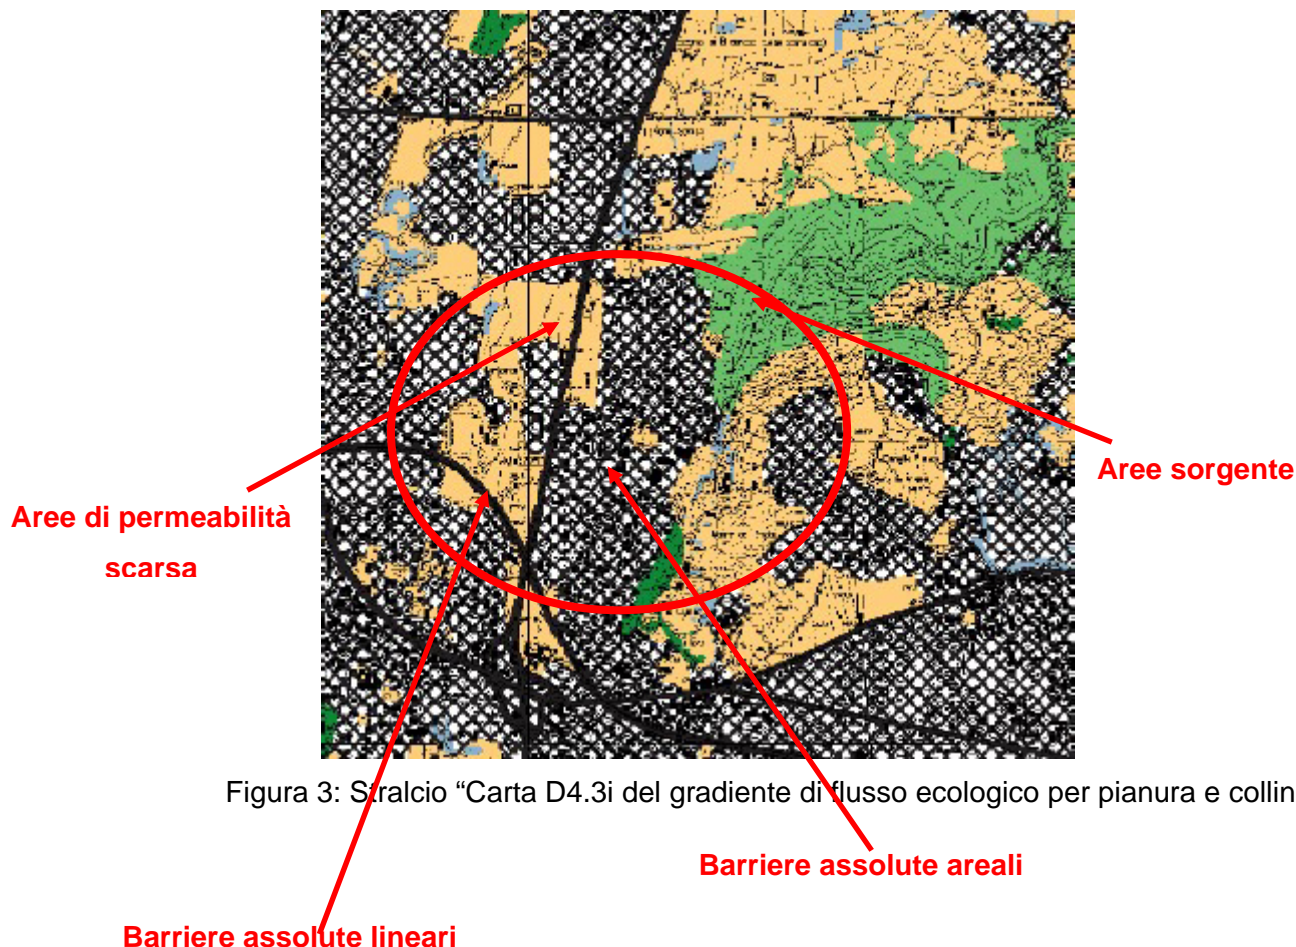 Aree sorgente
Aree di permeabilità
scarsa
Figura 3: Stralcio “Carta D4.3i del gradiente di flusso ecologico per pianura e collin
Barriere assolute areali
Barriere assolute lineari